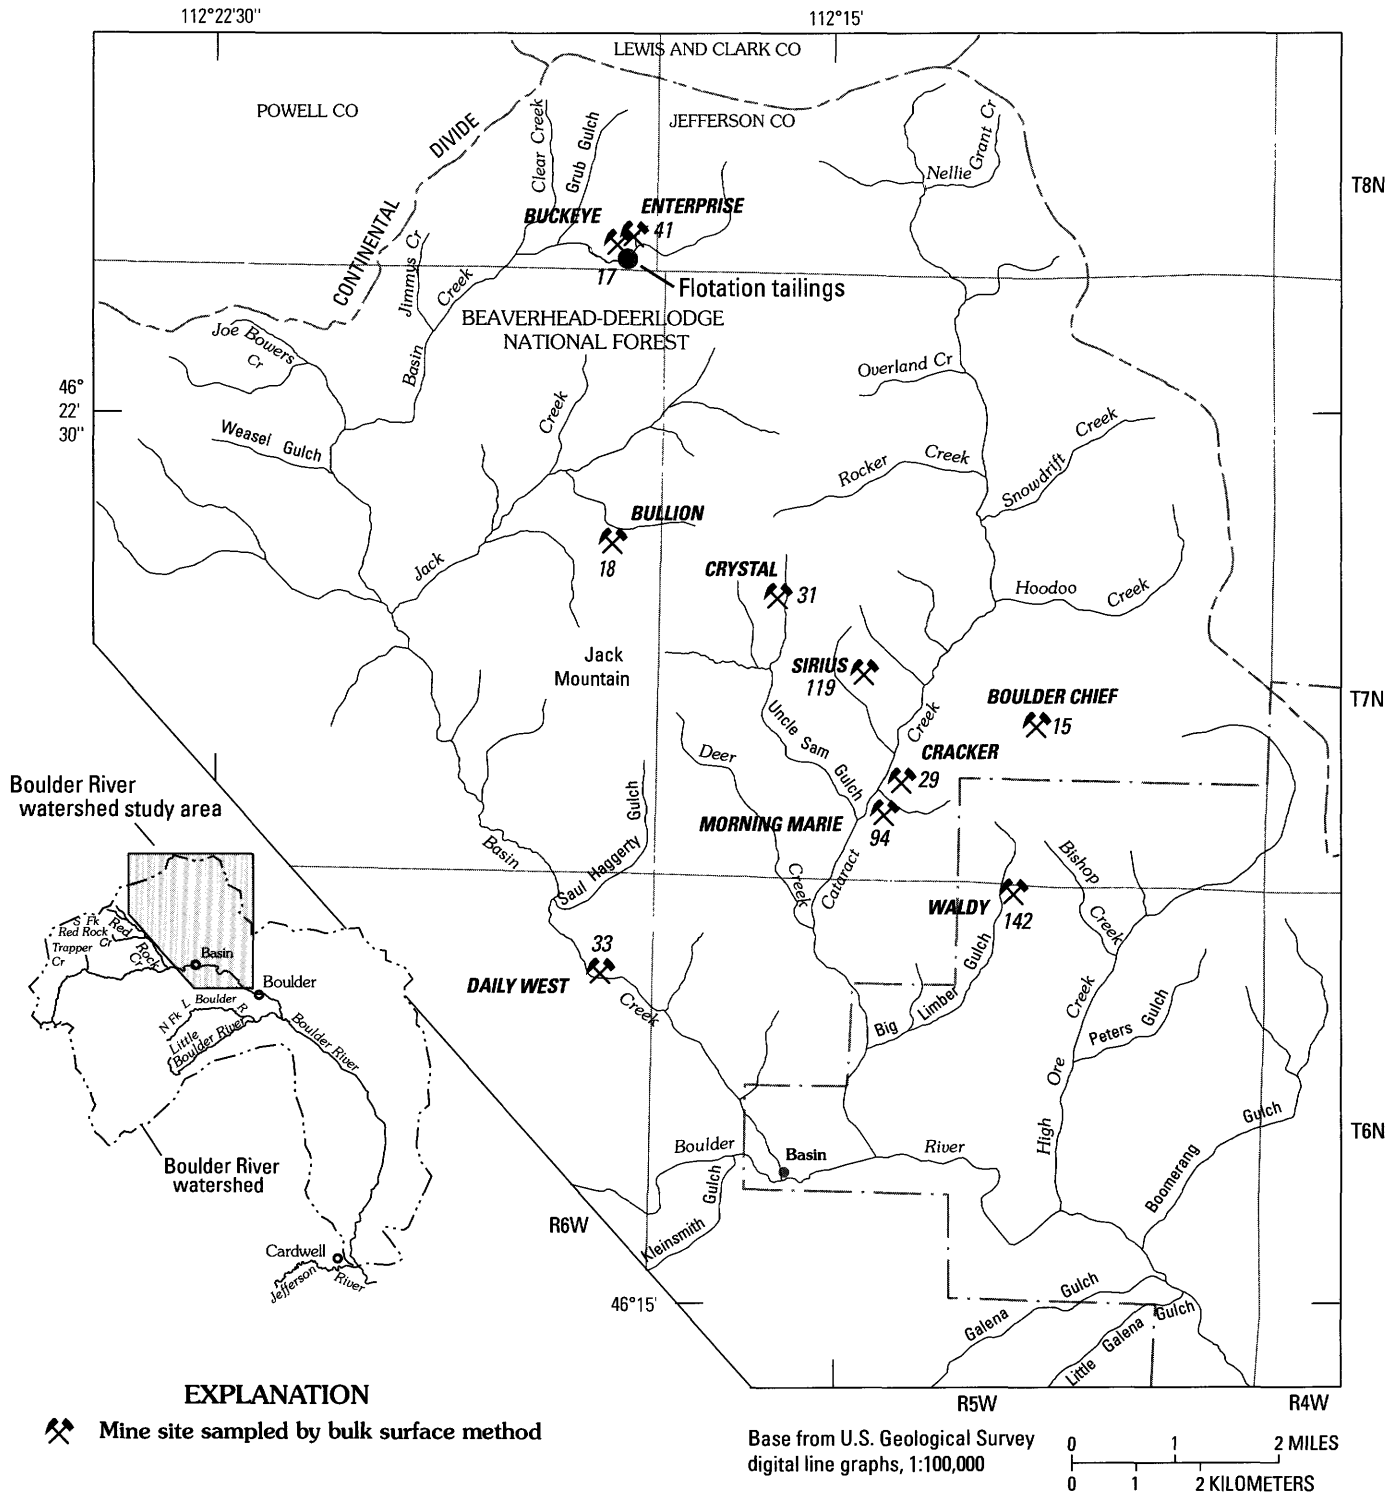 112°22'30"
112°15'
LEWIS AND CLARK CO
POWELL CO
JEFFERSON CO
CONTINENTAL DIVIDE
Clear Creek
Grub Gulch
Nellie Grant Cr
T8N
BUCKEYE
ENTERPRISE
41
17
Flotation tailings
Jimmus Cr
Basin Creek
BEAVERHEAD-DEERLODGE
NATIONAL FOREST
Joe Bowers
Cr
Overland Cr
46°
22'
30"
Weasel Gulch
Creek
Rocker Creek
Snowdrift Creek
BULLION
18
Jack
CRYSTAL
31
Hoodoo Creek
Jack
Mountain
SIRIUS
119
BOULDER CHIEF
15
T7N
Uncle Sam Gulch
Creek
Deer
CRACKER
29
MORNING MARIE
94
Boulder River
watershed study area
Gulch
Basin
Saul Haggerty
Creek
Cataract
Bishop
Creek
WALDY
142
33
DAILY WEST
Creek
Big Limber Gulch
High Ore Creek
Peters Gulch
S Fk
Red Rock
Cr
Trapper
Cr
Red Rock Cr
Basin
Boulder
N Fk L Boulder R
Little
Boulder River
Boulder River
Boomerang Gulch
T6N
Boulder River
Basin
Kleinsmith Gulch
R6W
Boulder River
watershed
Cardwell
Jefferson River
46°15'
Galena Gulch
Little Galena Gulch
R5W
R4W
EXPLANATION
Mine site sampled by bulk surface method
Base from U.S. Geological Survey
digital line graphs, 1:100,000
0 1 2 MILES
0 1 2 KILOMETERS